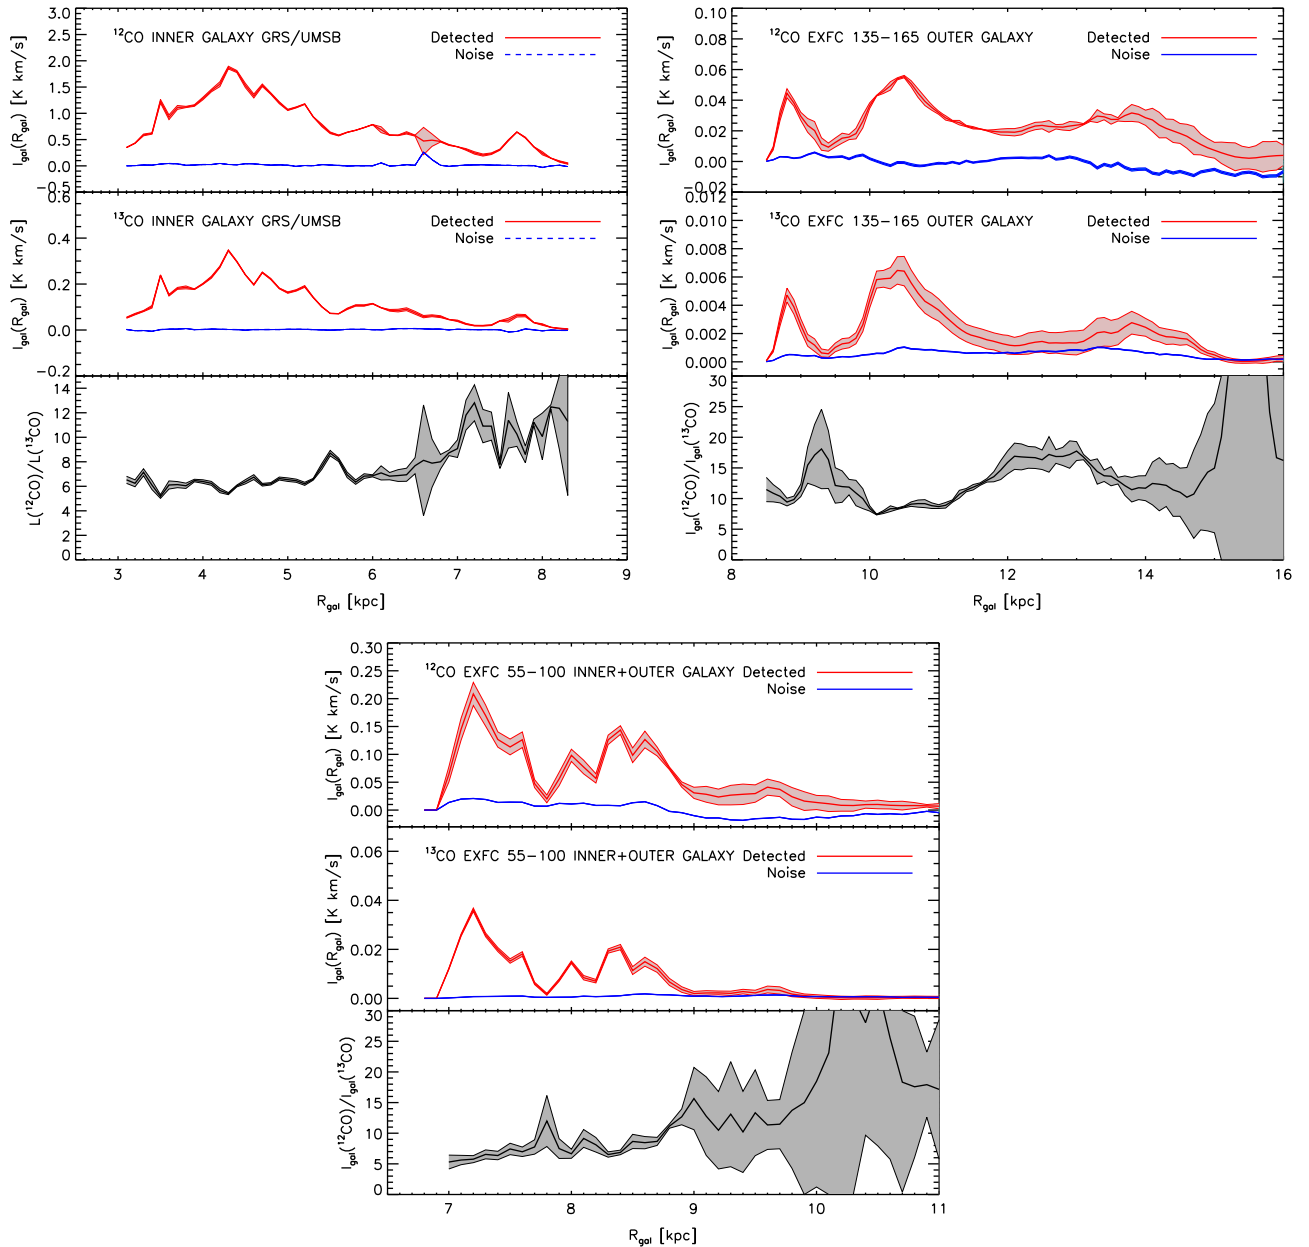 ¹²CO INNER GALAXY GRS/UMSB
Detected
Noise
I_gal(R_gal) [K km/s]
3.0
2.5
2.0
1.5
1.0
0.5
0.0
−0.5
¹³CO INNER GALAXY GRS/UMSB
Detected
Noise
I_gal(R_gal) [K km/s]
0.6
0.4
0.2
0.0
−0.2
L(¹²CO)/L(¹³CO)
14
12
10
8
6
4
2
0
3 4 5 6 7 8 9
R_gal [kpc]
¹²CO EXFC 135−165 OUTER GALAXY
Detected
Noise
I_gal(R_gal) [K km/s]
0.10
0.08
0.06
0.04
0.02
0.00
−0.02
¹³CO EXFC 135−165 OUTER GALAXY
Detected
Noise
I_gal(R_gal) [K km/s]
0.012
0.010
0.008
0.006
0.004
0.002
0.000
I_gal(¹²CO)/I_gal(¹³CO)
30
25
20
15
10
5
0
8 10 12 14 16
R_gal [kpc]
¹²CO EXFC 55−100 INNER+OUTER GALAXY Detected
Noise
I_gal(R_gal) [K km/s]
0.30
0.25
0.20
0.15
0.10
0.05
0.00
¹³CO EXFC 55−100 INNER+OUTER GALAXY Detected
Noise
I_gal(R_gal) [K km/s]
0.06
0.04
0.02
0.00
I_gal(¹²CO)/I_gal(¹³CO)
30
25
20
15
10
5
0
7 8 9 10 11
R_gal [kpc]